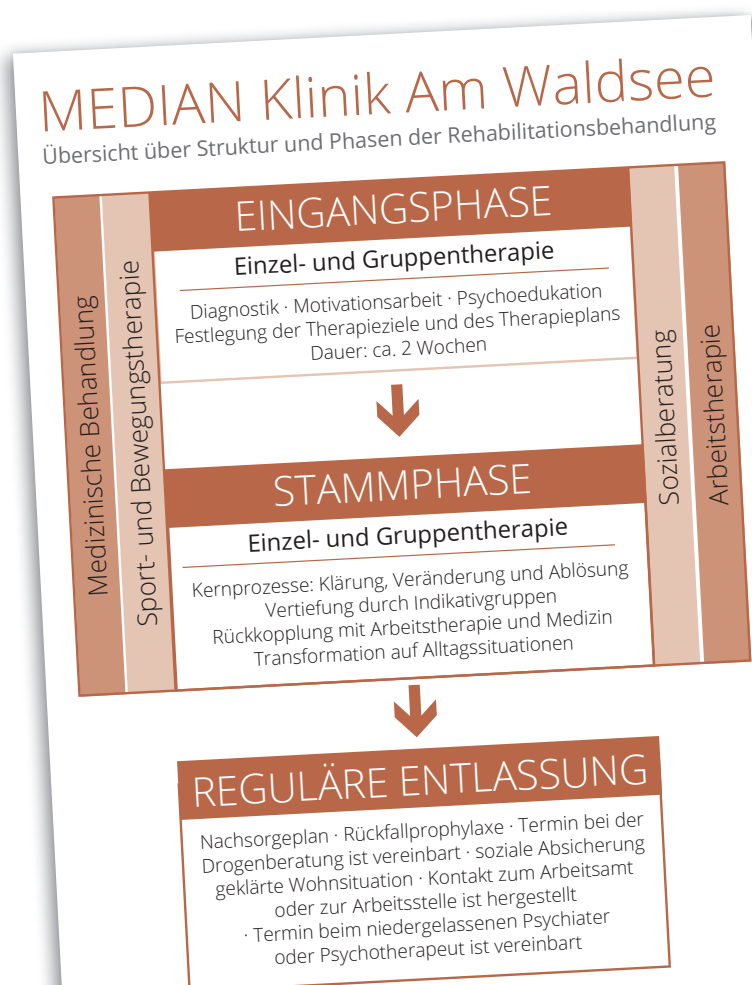 MEDIAN Klinik Am Waldsee
Übersicht über Struktur und Phasen der Rehabilitationsbehandlung
Medizinische Behandlung
Sport- und Bewegungstherapie
EINGANGSPHASE
Einzel- und Gruppentherapie
Diagnostik · Motivationsarbeit · Psychoedukation
Festlegung der Therapieziele und des Therapieplans
Dauer: ca. 2 Wochen
STAMMPHASE
Einzel- und Gruppentherapie
Kernprozesse: Klärung, Veränderung und Ablösung
Vertiefung durch Indikativgruppen
Rückkopplung mit Arbeitstherapie und Medizin
Transformation auf Alltagssituationen
Sozialberatung
Arbeitstherapie
REGULÄRE ENTLASSUNG
Nachsorgeplan · Rückfallprophylaxe · Termin bei der
Drogenberatung ist vereinbart · soziale Absicherung
geklärte Wohnsituation · Kontakt zum Arbeitsamt
oder zur Arbeitsstelle ist hergestellt
· Termin beim niedergelassenen Psychiater
oder Psychotherapeut ist vereinbart